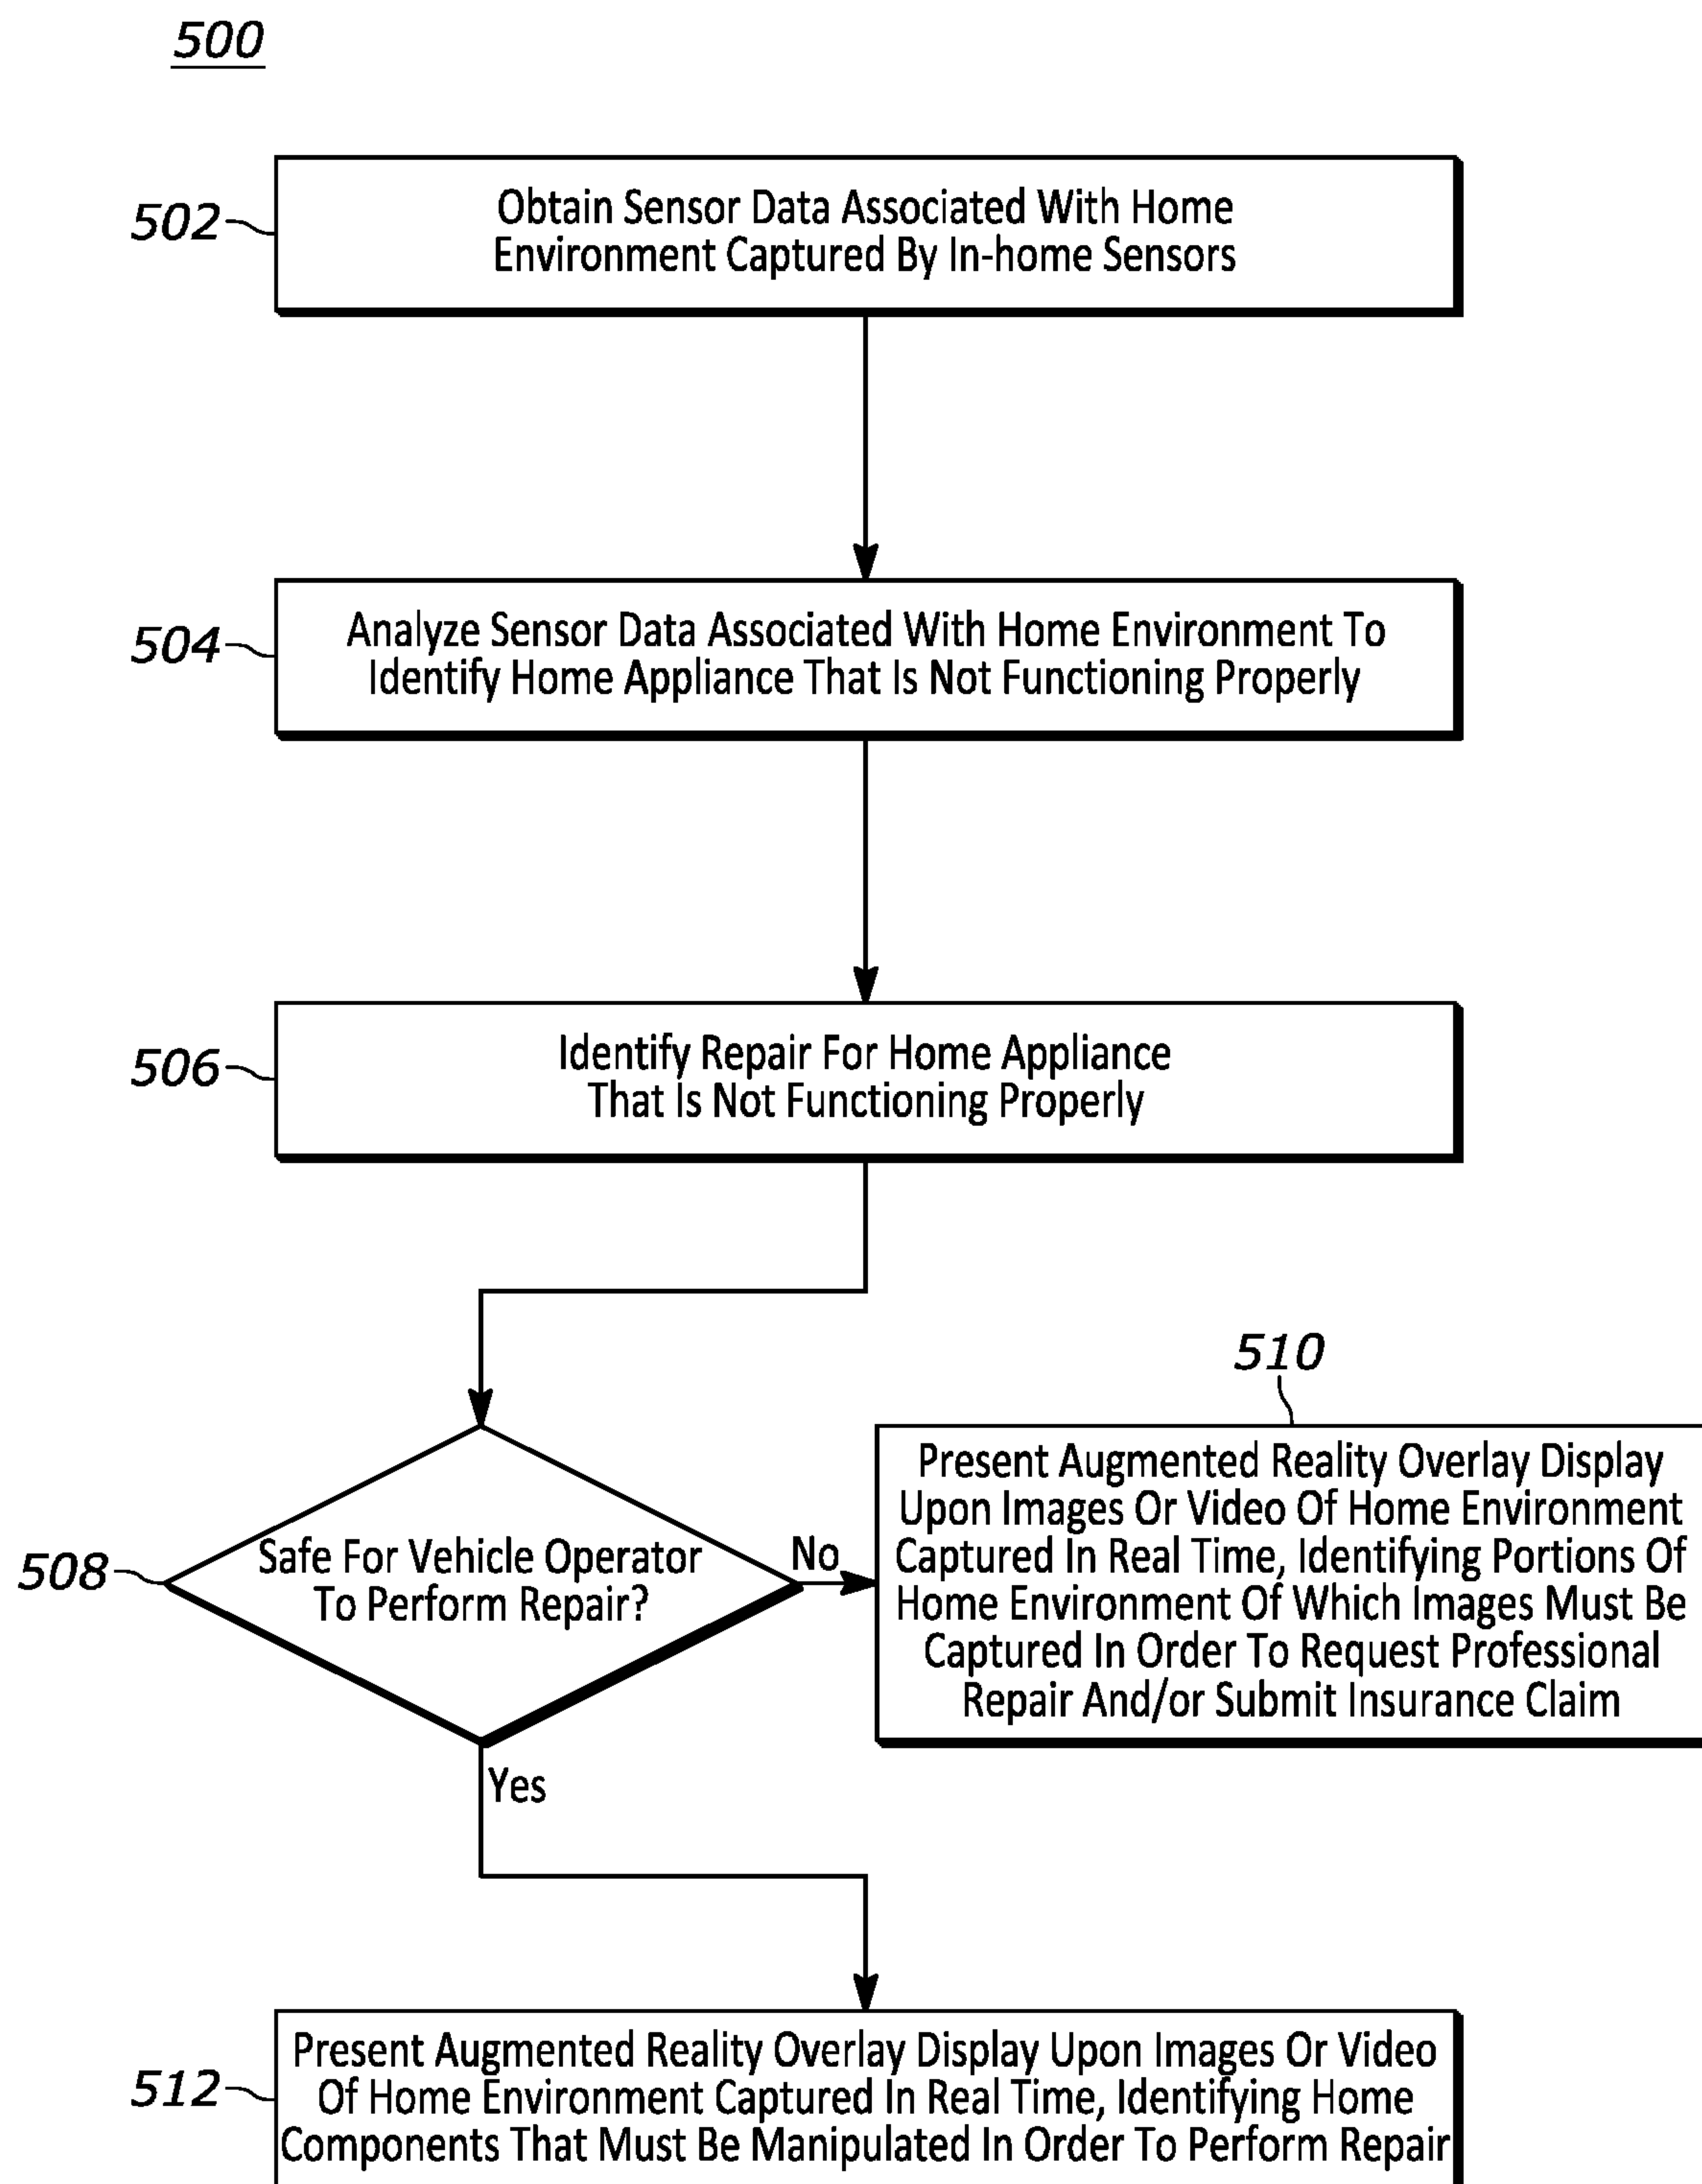 500
502
Obtain Sensor Data Associated With Home
Environment Captured By In-home Sensors
504
Analyze Sensor Data Associated With Home Environment To
Identify Home Appliance That Is Not Functioning Properly
506
Identify Repair For Home Appliance
That Is Not Functioning Properly
508
Safe For Vehicle Operator
To Perform Repair?
No
510
Present Augmented Reality Overlay Display
Upon Images Or Video Of Home Environment
Captured In Real Time, Identifying Portions Of
Home Environment Of Which Images Must Be
Captured In Order To Request Professional
Repair And/or Submit Insurance Claim
Yes
512
Present Augmented Reality Overlay Display Upon Images Or Video
Of Home Environment Captured In Real Time, Identifying Home
Components That Must Be Manipulated In Order To Perform Repair